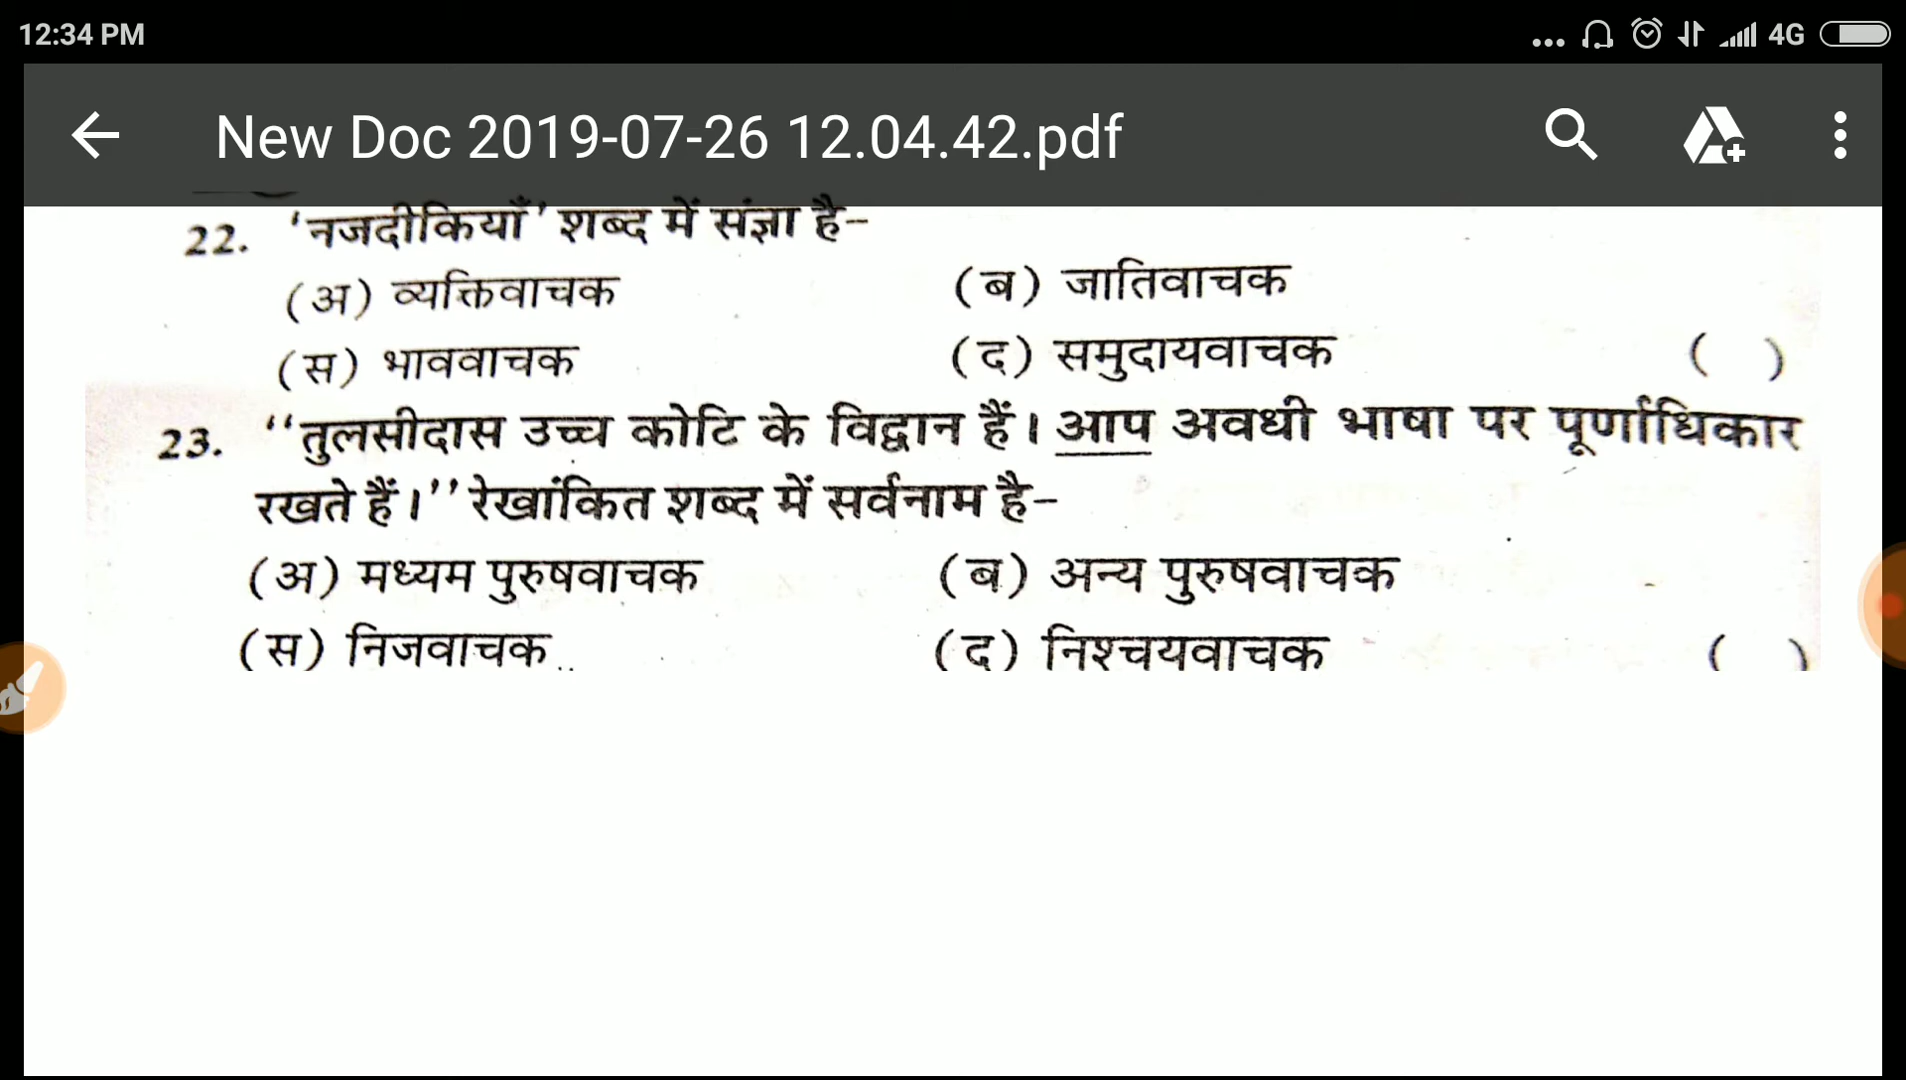 12:34 PM
... 4G
New Doc 2019-07-26 12.04.42.pdf
22. 'नजदीकियाँ' शब्द में संज्ञा है-
(अ) व्यक्तिवाचक (ब) जातिवाचक
(स) भाववाचक (द) समुदायवाचक ( )
23. ''तुलसीदास उच्च कोटि के विद्वान हैं। आप अवधी भाषा पर पूर्णाधिकार
रखते हैं।'' रेखांकित शब्द में सर्वनाम है-
(अ) मध्यम पुरुषवाचक (ब) अन्य पुरुषवाचक
(स) निजवाचक (द) निश्चयवाचक ( )